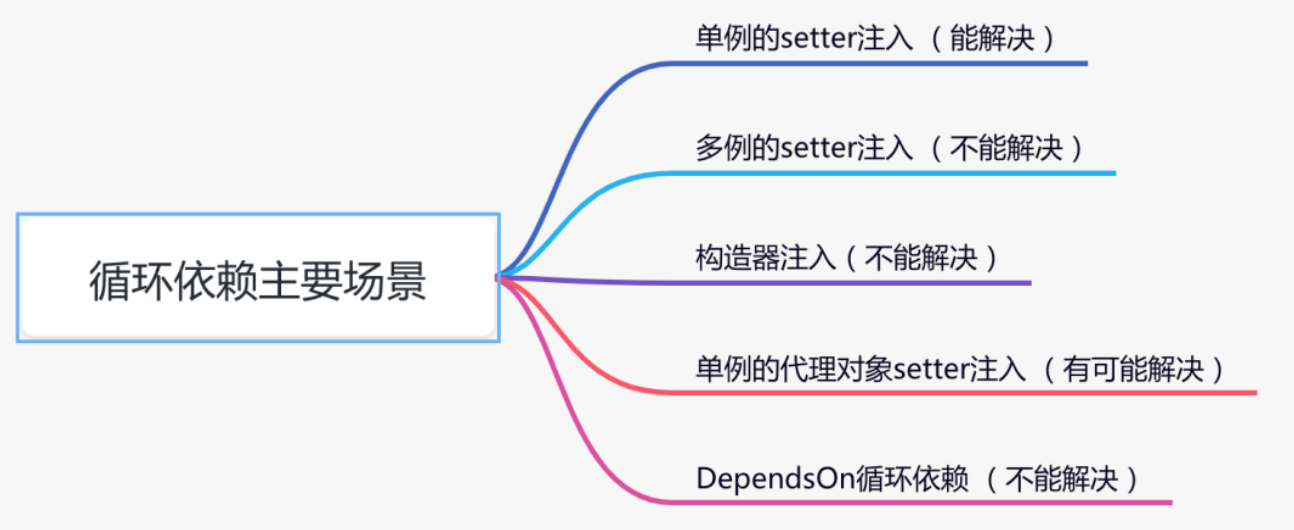 循环依赖主要场景
单例的setter注入 （能解决）
多例的setter注入 （不能解决）
构造器注入（不能解决）
单例的代理对象setter注入 （有可能解决）
DependsOn循环依赖 （不能解决）